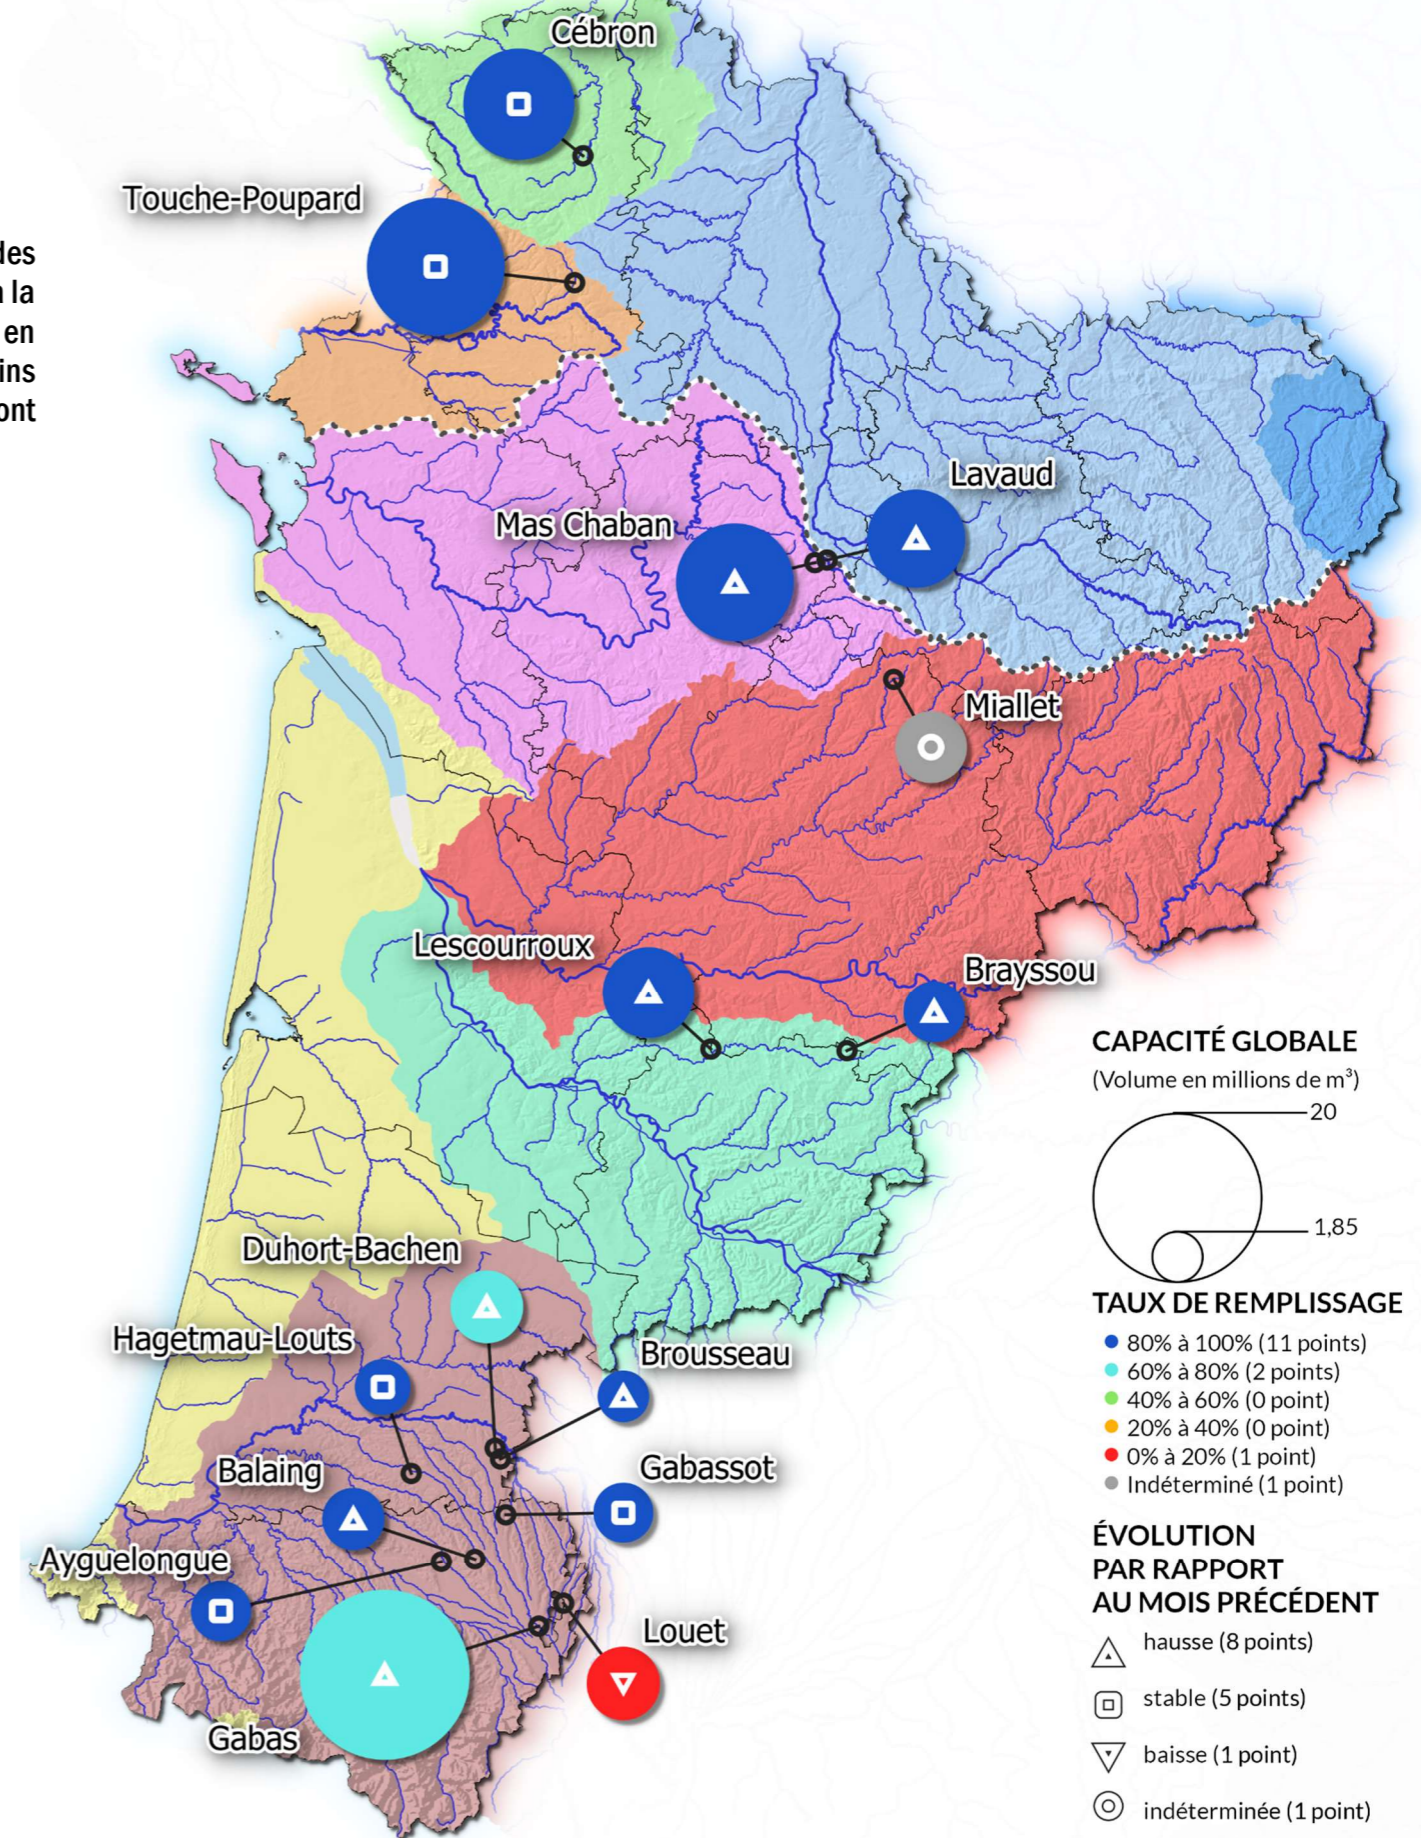 Cébron
Touche-Poupard
des
à la
en
ins
ont
Lavaud
Mas Chaban
Miallet
Lescourroux
Brayssou
CAPACITÉ GLOBALE
(Volume en millions de m³)
20
1,85
Duhort-Bachen
Hagetmau-Louts
Brousseau
Balaing
Gabassot
Ayguelongue
Louet
Gabas
TAUX DE REMPLISSAGE
80% à 100% (11 points)
60% à 80% (2 points)
40% à 60% (0 point)
20% à 40% (0 point)
0% à 20% (1 point)
Indéterminé (1 point)
ÉVOLUTION
PAR RAPPORT
AU MOIS PRÉCÉDENT
hausse (8 points)
stable (5 points)
baisse (1 point)
indéterminée (1 point)